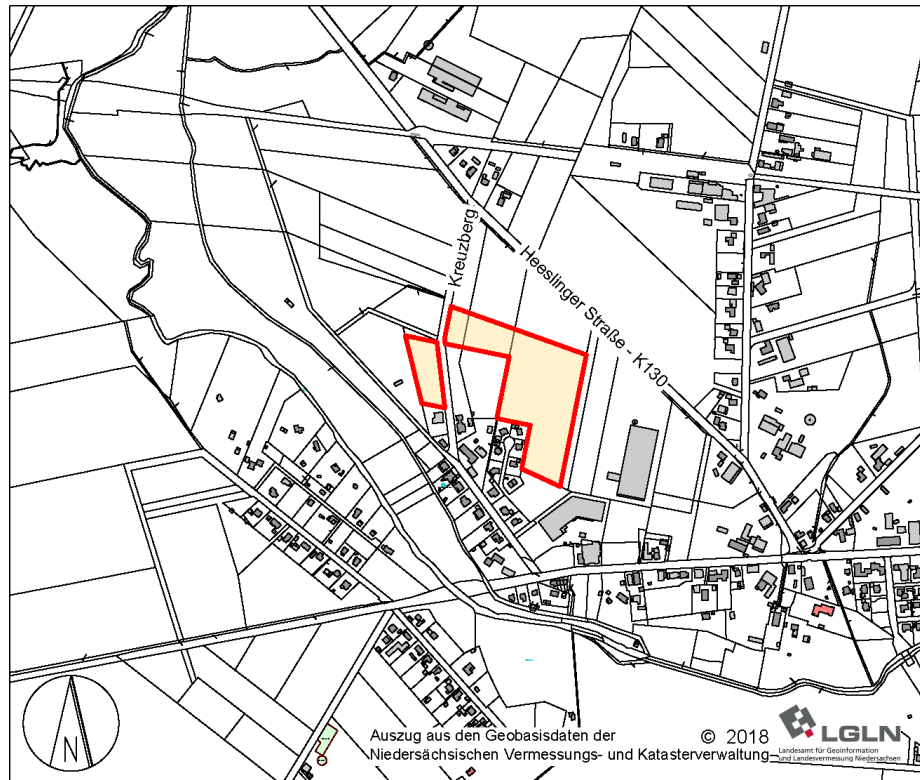 Kreuzberg
Heeslinger Straße - K130
N
Auszug aus den Geobasisdaten der
Niedersächsischen Vermessungs- und Katasterverwaltung
© 2018
LGLN
Landesamt für Geoinformation
und Landesvermessung Niedersachsen